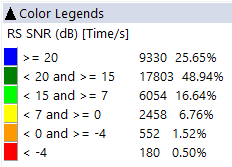 Color Legends
RS SNR (dB) [Time/s]
>= 20 9330 25.65%
< 20 and >= 15 17803 48.94%
< 15 and >= 7 6054 16.64%
< 7 and >= 0 2458 6.76%
< 0 and >= -4 552 1.52%
< -4 180 0.50%